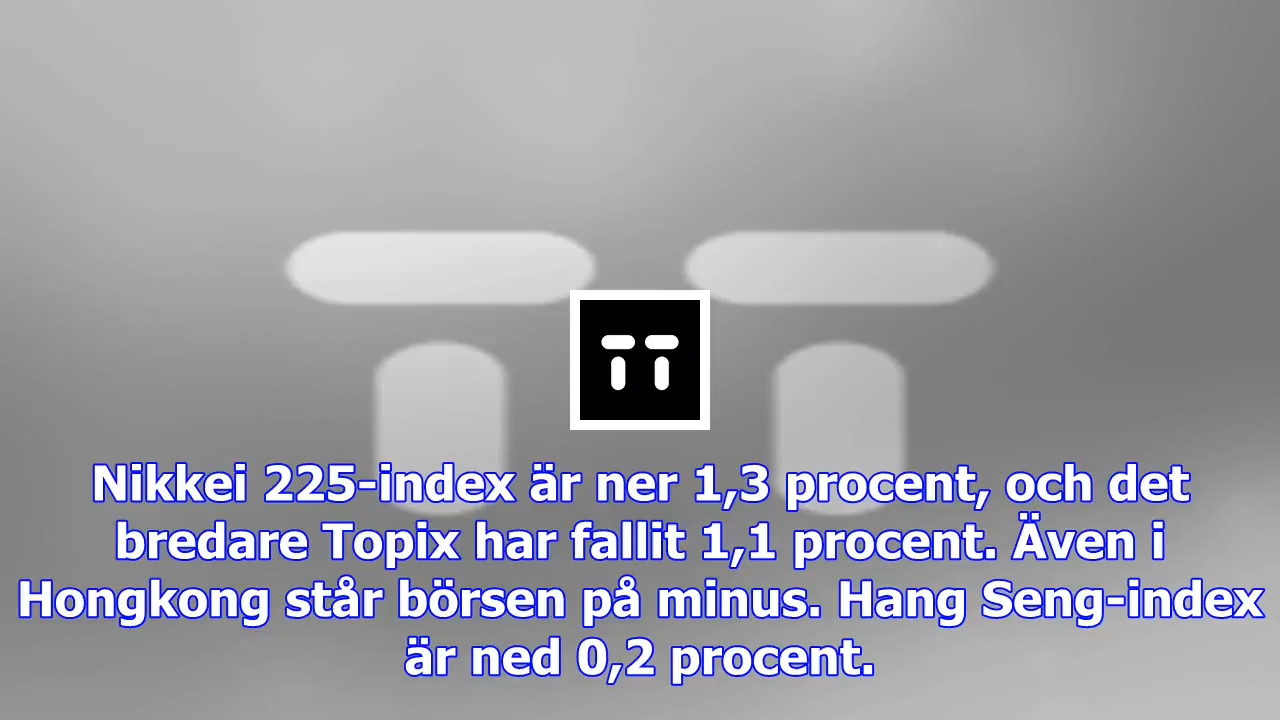 TT
Nikkei 225-index är ner 1,3 procent, och det
bredare Topix har fallit 1,1 procent. Även i
Hongkong står börsen på minus. Hang Seng-index
är ned 0,2 procent.